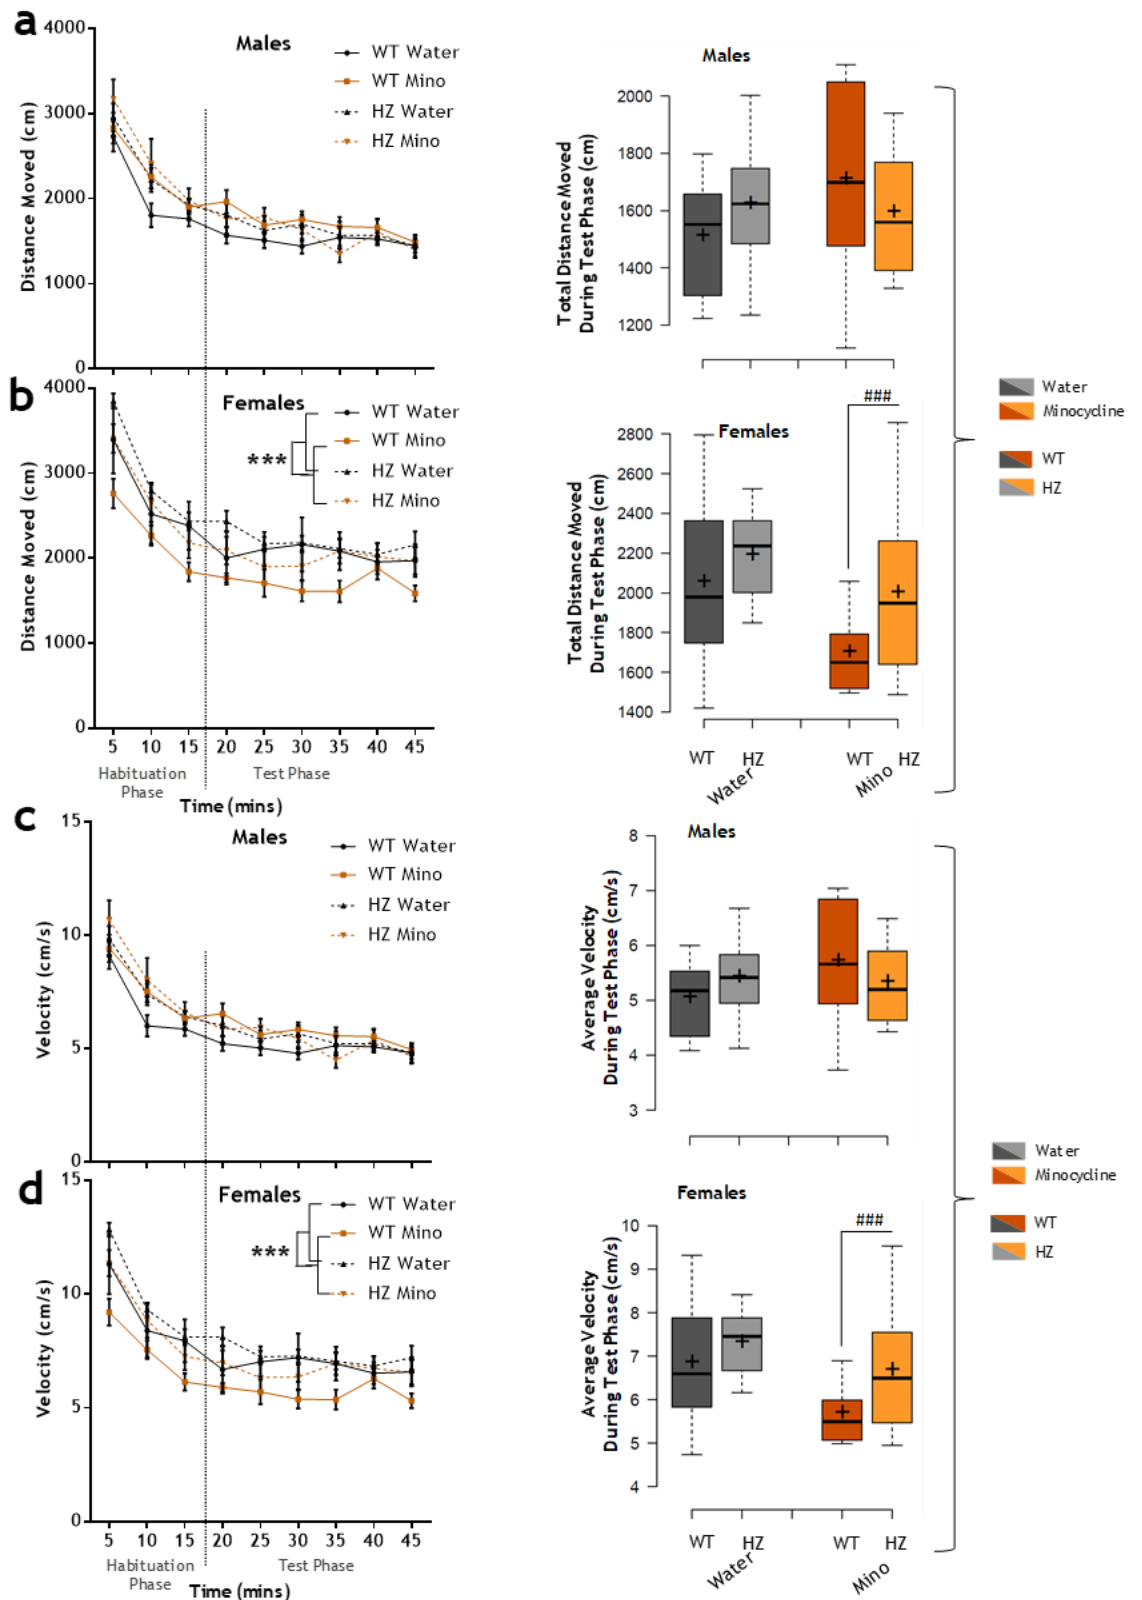 a
Males
WT Water
WT Mino
HZ Water
HZ Mino
4000
3000
2000
1000
0
Distance Moved (cm)
Males
2000
1800
1600
1400
1200
Total Distance Moved
During Test Phase (cm)
b
Females
WT Water
WT Mino
HZ Water
HZ Mino
***
4000
3000
2000
1000
0
Distance Moved (cm)
5 10 15 20 25 30 35 40 45
Habituation
Phase
Test Phase
Time (mins)
Females
###
2800
2600
2400
2200
2000
1800
1600
1400
Total Distance Moved
During Test Phase (cm)
WT HZ WT HZ
Water Mino
Water
Minocycline
WT
HZ
c
Males
WT Water
WT Mino
HZ Water
HZ Mino
15
10
5
0
Velocity (cm/s)
Males
8
7
6
5
4
3
Average Velocity
During Test Phase (cm/s)
d
Females
WT Water
WT Mino
HZ Water
HZ Mino
***
15
10
5
0
Velocity (cm/s)
5 10 15 20 25 30 35 40 45
Habituation
Phase
Test Phase
Time (mins)
Females
###
10
9
8
7
6
5
4
Average Velocity
During Test Phase (cm/s)
WT HZ WT HZ
Water Mino
Water
Minocycline
WT
HZ